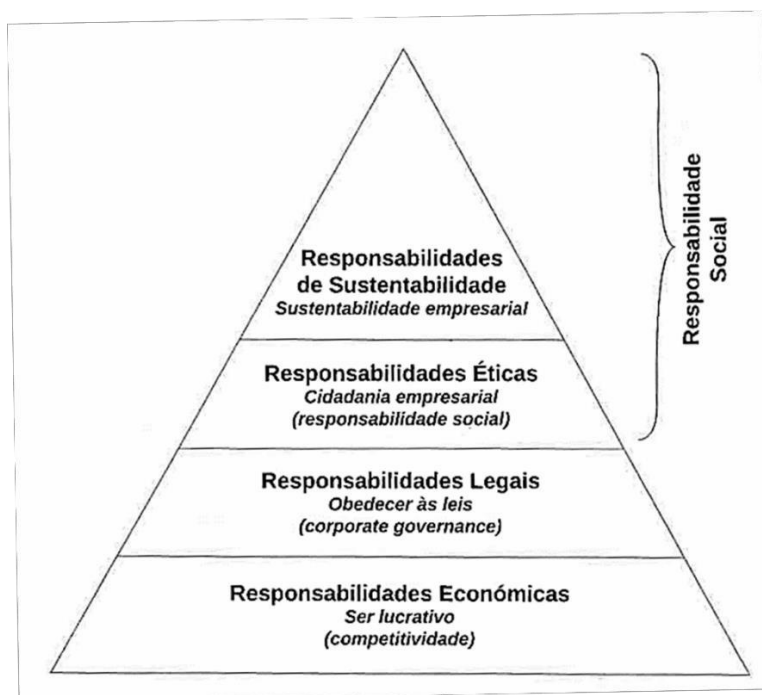 Responsabilidades
de Sustentabilidade
Sustentabilidade empresarial
Responsabilidades Éticas
Cidadania empresarial
(responsabilidade social)
Responsabilidades Legais
Obedecer às leis
(corporate governance)
Responsabilidades Económicas
Ser lucrativo
(competitividade)
Responsabilidade
Social